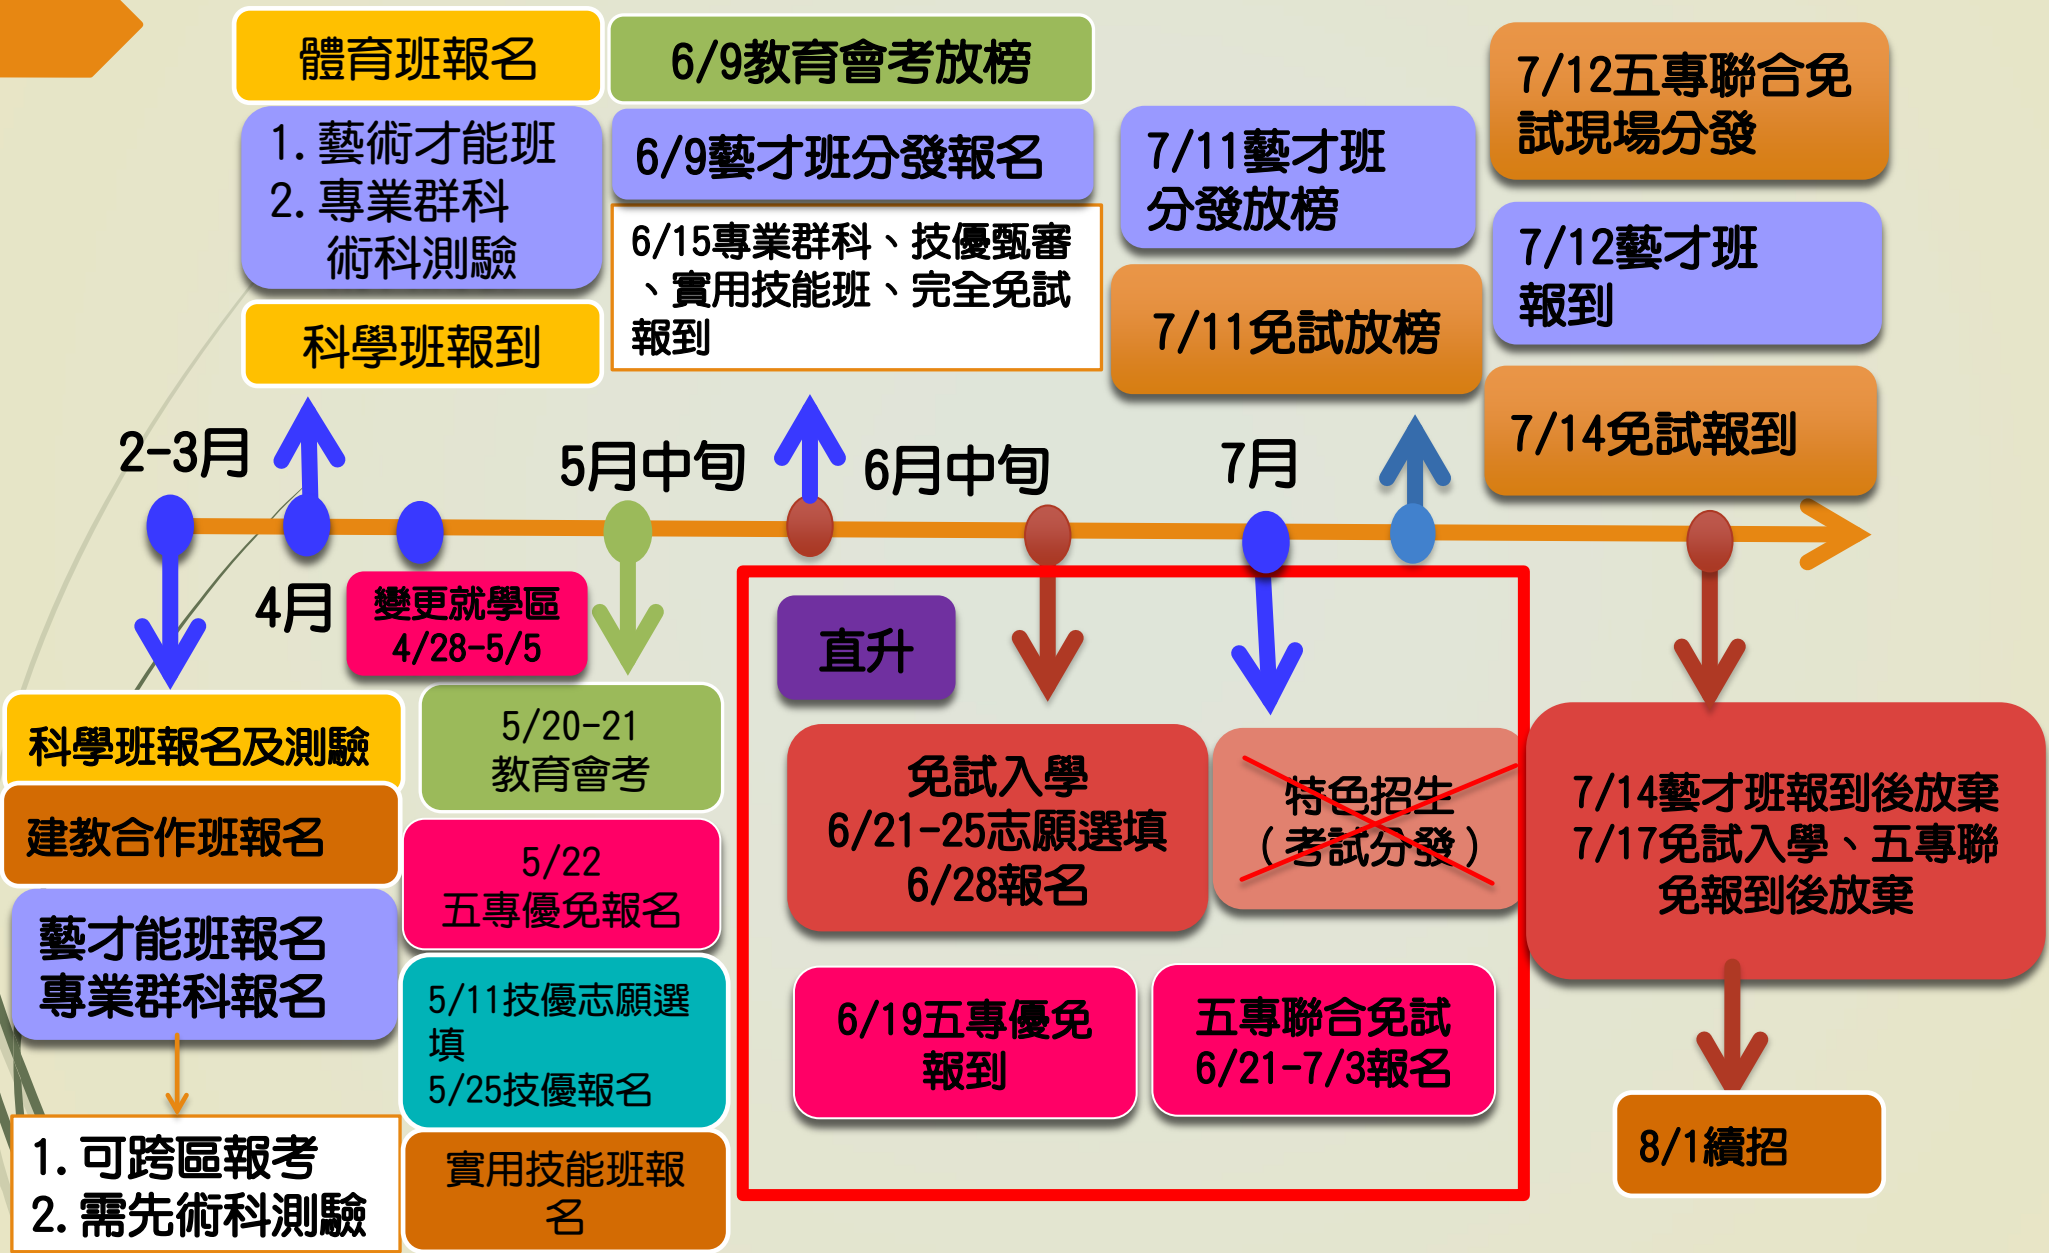 體育班報名
1.藝術才能班
2.專業群科
術科測驗
科學班報到
6/9教育會考放榜
6/9藝才班分發報名
6/15專業群科、技優甄審
、實用技能班、完全免試
報到
7/11藝才班
分發放榜
7/11免試放榜
7/12五專聯合免
試現場分發
7/12藝才班
報到
7/14免試報到
2-3月
5月中旬
6月中旬
7月
4月
變更就學區
4/28-5/5
科學班報名及測驗
建教合作班報名
藝才能班報名
專業群科報名
1.可跨區報考
2.需先術科測驗
5/20-21
教育會考
5/22
五專優免報名
5/11技優志願選
填
5/25技優報名
實用技能班報
名
直升
免試入學
6/21-25志願選填
6/28報名
特色招生
(考試分發)
6/19五專優免
報到
五專聯合免試
6/21-7/3報名
7/14藝才班報到後放棄
7/17免試入學、五專聯
免報到後放棄
8/1續招